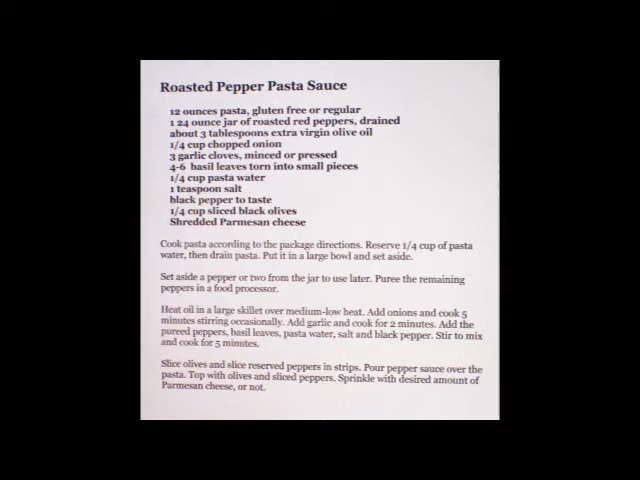 Roasted Pepper Pasta Sauce
12 ounces pasta, gluten free or regular
1 24 ounce jar of roasted red peppers, drained
about 3 tablespoons extra virgin olive oil
1/4 cup chopped onion
3 garlic cloves, minced or pressed
4-6 basil leaves torn into small pieces
1/4 cup pasta water
1 teaspoon salt
black pepper to taste
1/4 cup sliced black olives
Shredded Parmesan cheese
Cook pasta according to the package directions. Reserve 1/4 cup of pasta
water, then drain pasta. Put it in a large bowl and set aside.
Set aside a pepper or two from the jar to use later. Puree the remaining
peppers in a food processor.
Heat oil in a large skillet over medium-low heat. Add onions and cook 5
minutes stirring occasionally. Add garlic and cook for 2 minutes. Add the
pureed peppers, basil leaves, pasta water, salt and black pepper. Stir to mix
and cook for 5 minutes.
Slice olives and slice reserved peppers in strips. Pour pepper sauce over the
pasta. Top with olives and sliced peppers. Sprinkle with desired amount of
Parmesan cheese, or not.